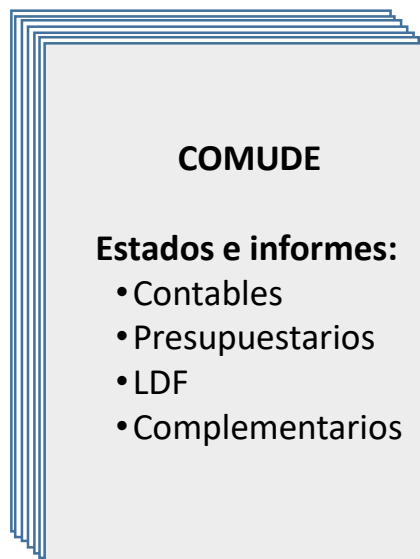 COMUDE
Estados e informes:
•Contables
•Presupuestarios
•LDF
•Complementarios